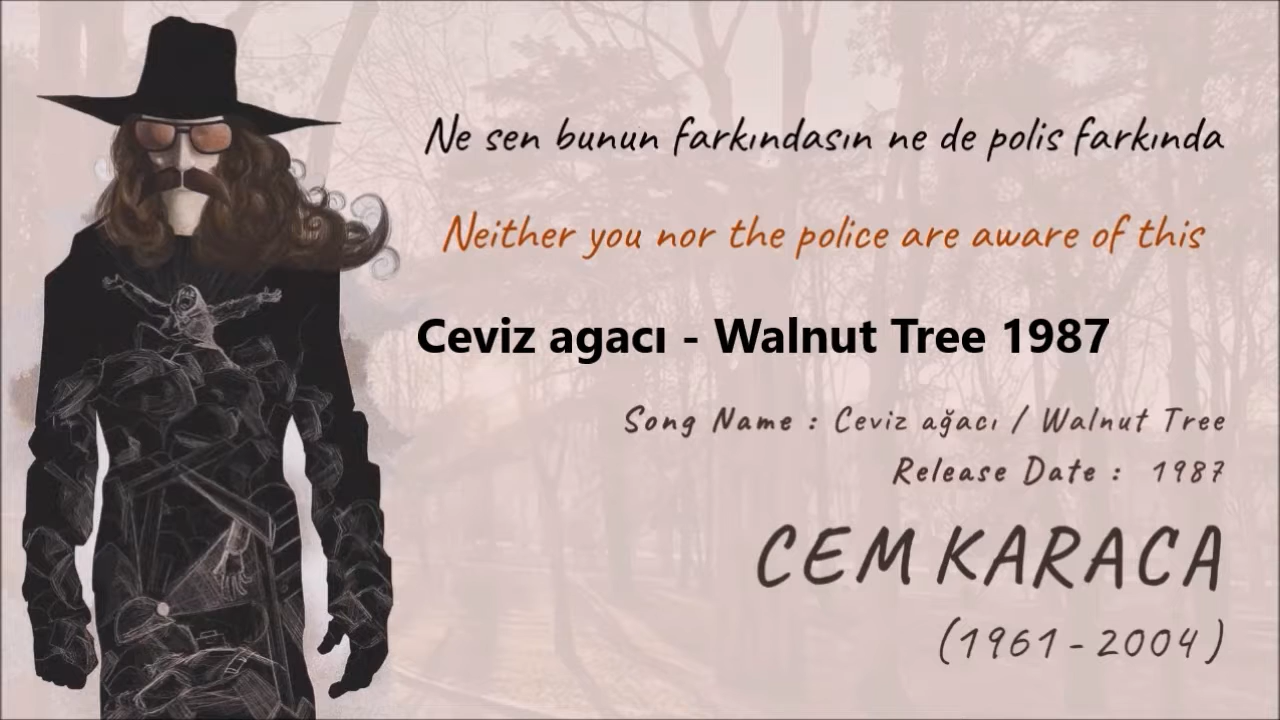 Ne sen bunun farkındasın ne de polis farkında
Neither you nor the police are aware of this
Ceviz agacı - Walnut Tree 1987
Song Name : Ceviz ağacı / Walnut Tree
Release Date : 1987
CEM KARACA
(1961-2004)